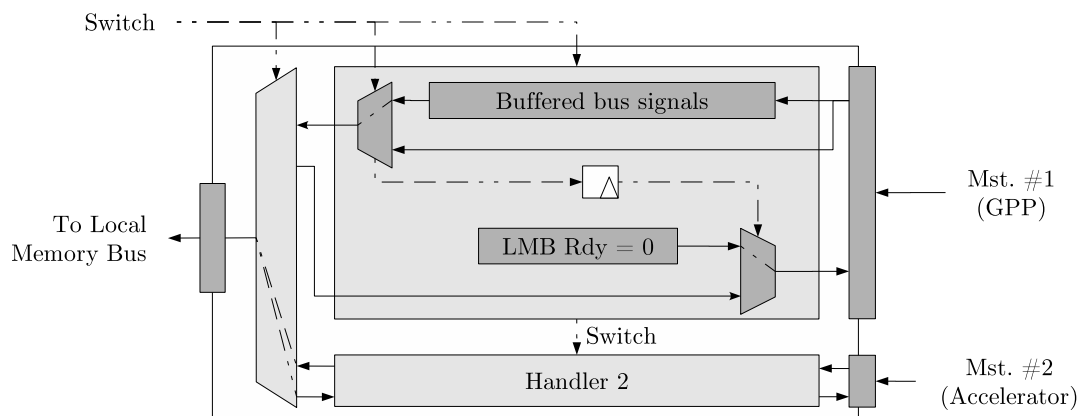 Switch
Buffered bus signals
Mst. #1
(GPP)
To Local
Memory Bus
LMB Rdy = 0
Switch
Handler 2
Mst. #2
(Accelerator)